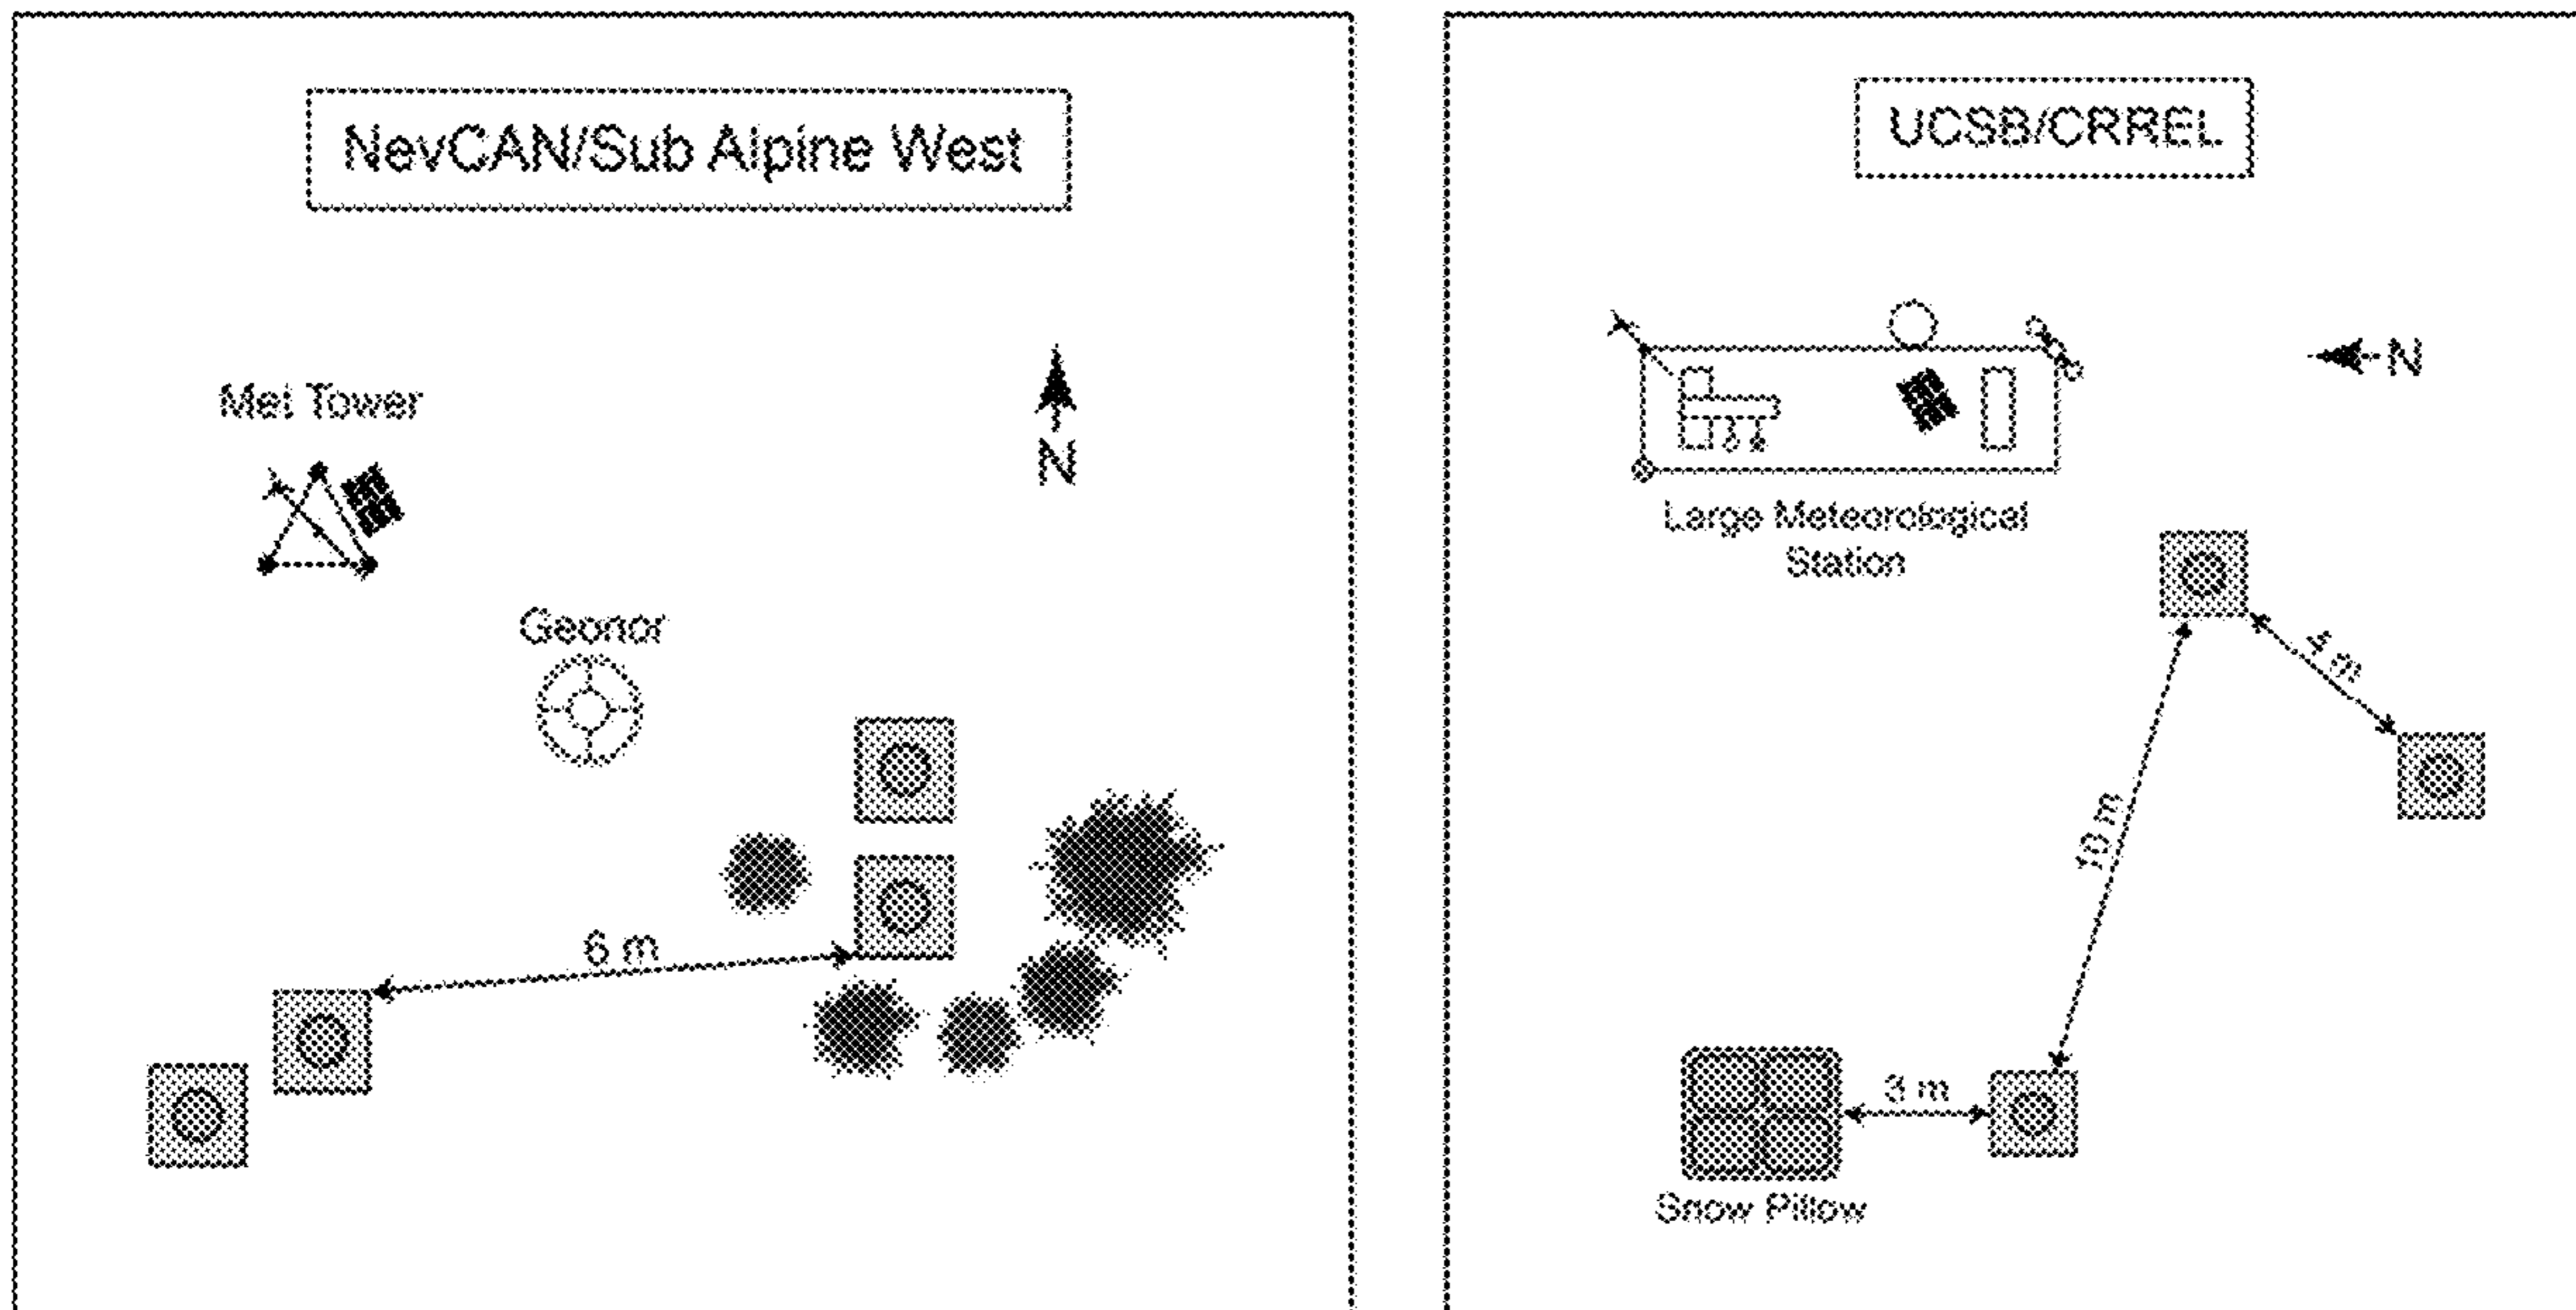 NevCAN/Sub Alpine West
Met Tower
N
Geonor
6 m
UCSB/CRREL
N
Large Meteorological
Station
4 m
10 m
3 m
Snow Pillow